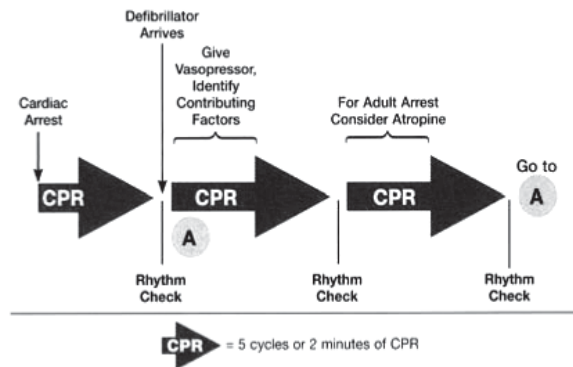 Defibrillator
Arrives
Give
Vasopressor,
Identify
Contributing
Factors
For Adult Arrest
Consider Atropine
Cardiac
Arrest
Go to
A
CPR
CPR
CPR
A
Rhythm
Check
Rhythm
Check
Rhythm
Check
CPR = 5 cycles or 2 minutes of CPR